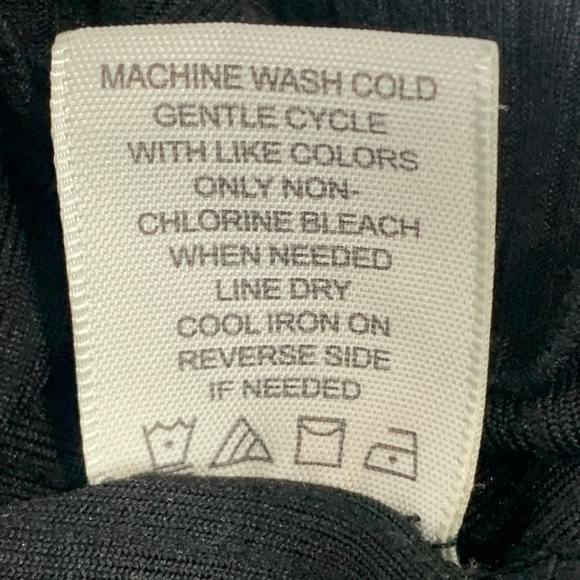 MACHINE WASH COLD
GENTLE CYCLE
WITH LIKE COLORS
ONLY NON-
CHLORINE BLEACH
WHEN NEEDED
LINE DRY
COOL IRON ON
REVERSE SIDE
IF NEEDED